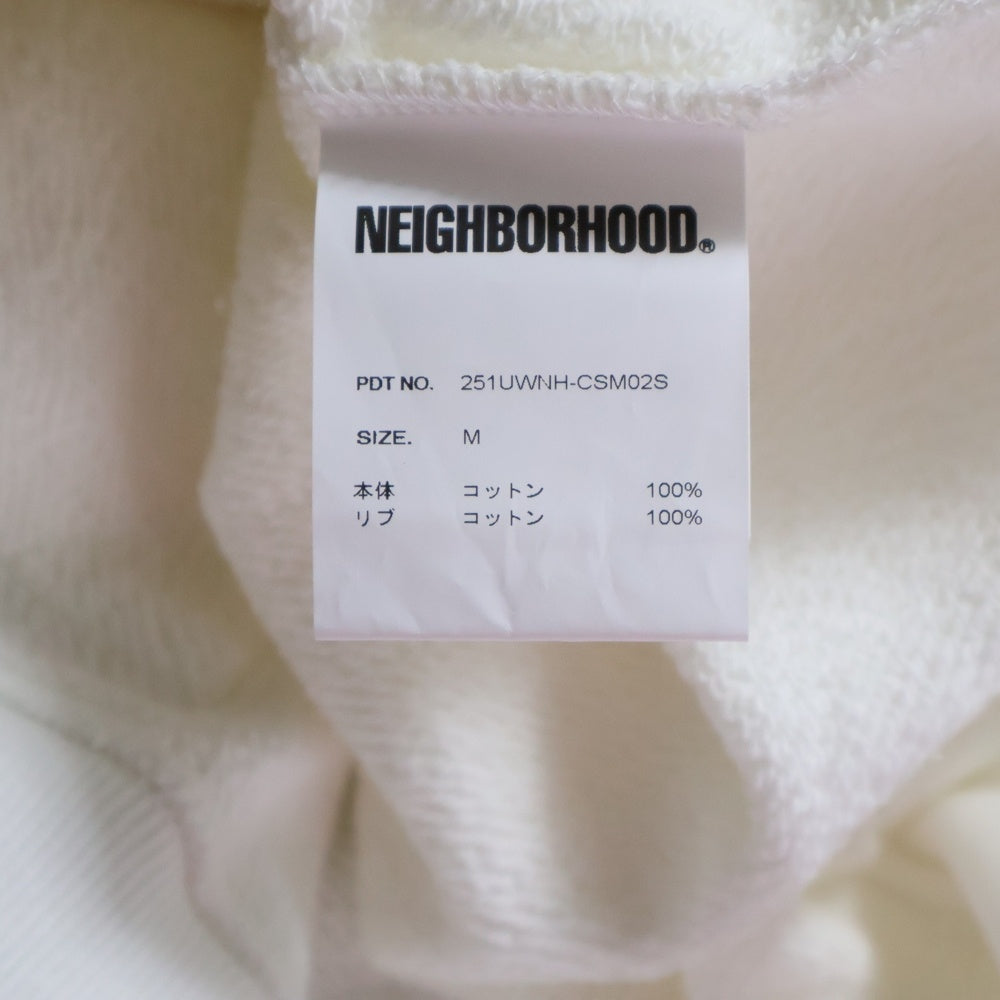 NEIGHBORHOOD.®
PDT NO. 251UWNH-CSM02S
SIZE. M
本体 コットン 100%
リブ コットン 100%